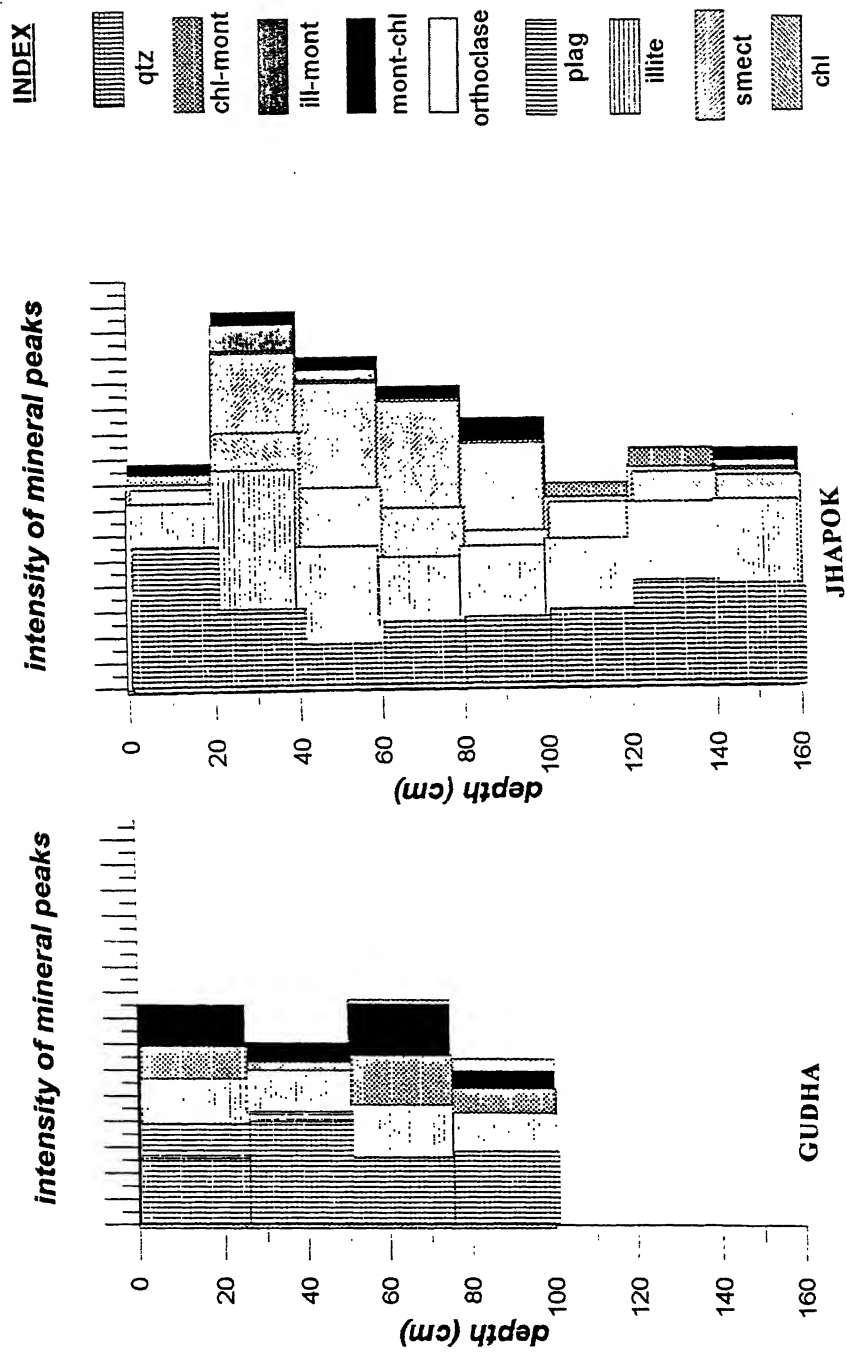 INDEX
qtz
chl-mont
ill-mont
mont-chl
orthoclase
plag
illite
smect
chl
intensity of mineral peaks
0
20
40
60
80
100
120
140
160
depth (cm)
JHAPOK
intensity of mineral peaks
0
20
40
60
80
100
120
140
160
depth (cm)
GUDHA